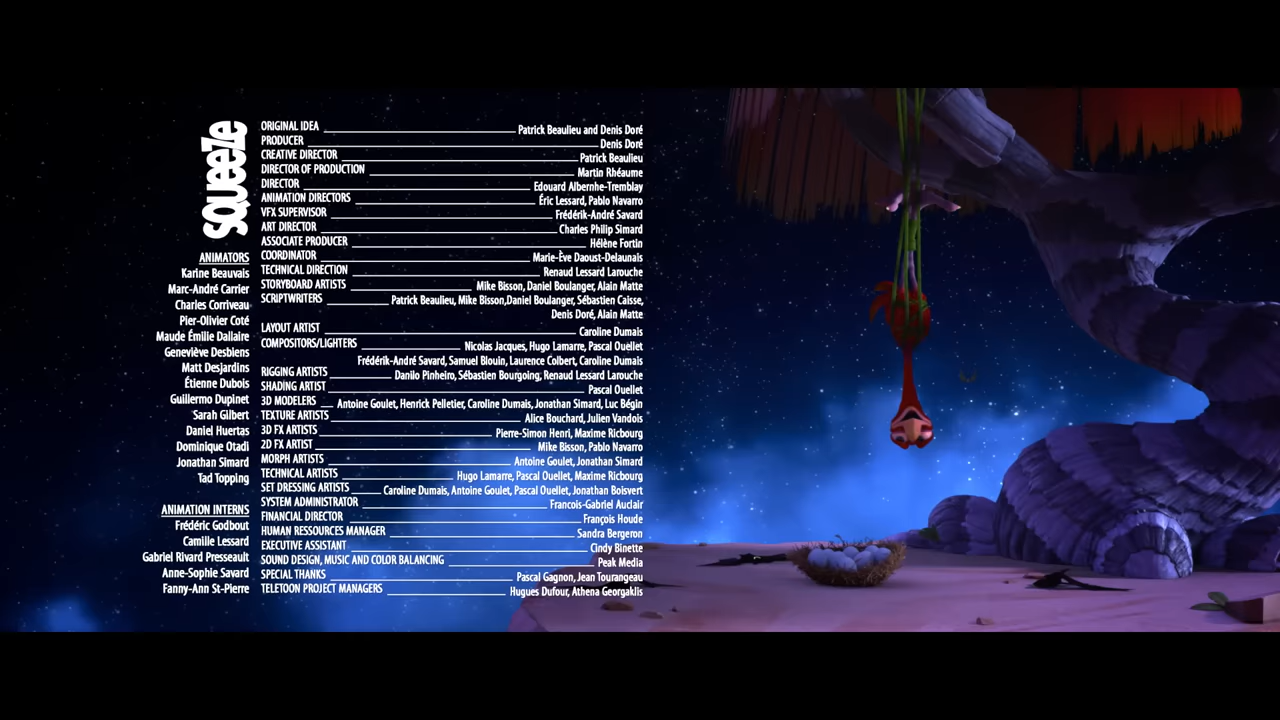 squeeze
ORIGINAL IDEA Patrick Beaulieu and Denis Doré
PRODUCER Denis Doré
CREATIVE DIRECTOR Patrick Beaulieu
DIRECTOR OF PRODUCTION Martin Rhéaume
DIRECTOR Edouard Albernhe-Tremblay
ANIMATION DIRECTORS Éric Lessard, Pablo Navarro
VFX SUPERVISOR Frédérik-André Savard
ART DIRECTOR Charles Philip Simard
ASSOCIATE PRODUCER Hélène Fortin
COORDINATOR Marie-Ève Daoust-Delaunais
TECHNICAL DIRECTION Renaud Lessard Larouche
STORYBOARD ARTISTS Mike Bisson, Daniel Boulanger, Alain Matte
SCRIPTWRITERS Patrick Beaulieu, Mike Bisson,Daniel Boulanger, Sébastien Caisse,
Denis Doré, Alain Matte
LAYOUT ARTIST Caroline Dumais
COMPOSITORS/LIGHTERS Nicolas Jacques, Hugo Lamarre, Pascal Ouellet
Frédérik-André Savard, Samuel Blouin, Laurence Colbert, Caroline Dumais
RIGGING ARTISTS Danilo Pinheiro, Sébastien Bourgoing, Renaud Lessard Larouche
SHADING ARTIST Pascal Ouellet
3D MODELERS Antoine Goulet, Henrick Pelletier, Caroline Dumais, Jonathan Simard, Luc Bégin
TEXTURE ARTISTS Alice Bouchard, Julien Vandois
3D FX ARTISTS Pierre-Simon Henri, Maxime Ricbourg
2D FX ARTIST Mike Bisson, Pablo Navarro
MORPH ARTISTS Antoine Goulet, Jonathan Simard
TECHNICAL ARTISTS Hugo Lamarre, Pascal Ouellet, Maxime Ricbourg
SET DRESSING ARTISTS Caroline Dumais, Antoine Goulet, Pascal Ouellet, Jonathan Boisvert
SYSTEM ADMINISTRATOR Francois-Gabriel Auclair
FINANCIAL DIRECTOR François Houde
HUMAN RESSOURCES MANAGER Sandra Bergeron
EXECUTIVE ASSISTANT Cindy Binette
SOUND DESIGN, MUSIC AND COLOR BALANCING Peak Media
SPECIAL THANKS Pascal Gagnon, Jean Tourangeau
TELETOON PROJECT MANAGERS Hugues Dufour, Athena Georgaklis
ANIMATORS
Karine Beauvais
Marc-André Carrier
Charles Corriveau
Pier-Olivier Coté
Maude Émilie Dallaire
Geneviève Desbiens
Matt Desjardins
Étienne Dubois
Guillermo Dupinet
Sarah Gilbert
Daniel Huertas
Dominique Otadi
Jonathan Simard
Tad Topping
ANIMATION INTERNS
Frédéric Godbout
Camille Lessard
Gabriel Rivard Presseault
Anne-Sophie Savard
Fanny-Ann St-Pierre